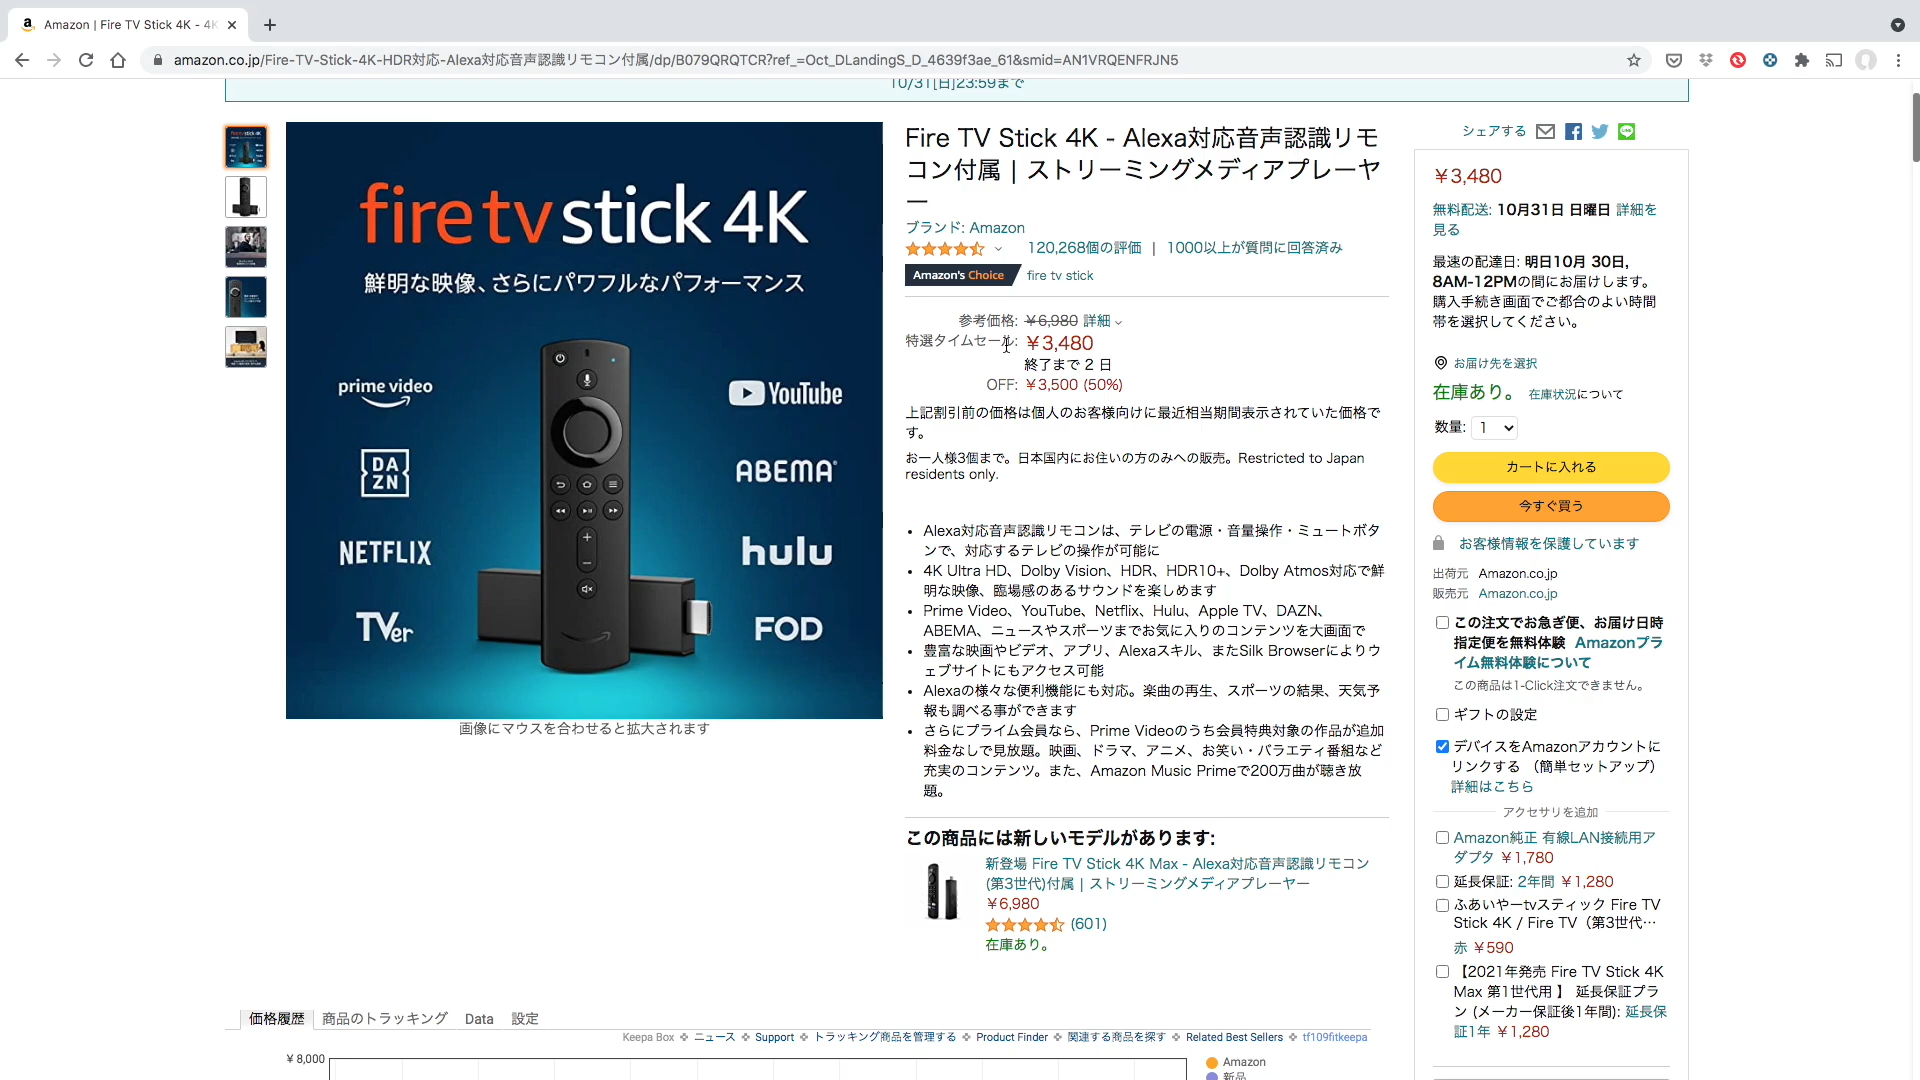 Amazon | Fire TV Stick 4K - 4K
amazon.co.jp/Fire-TV-Stick-4K-HDR対応-Alexa対応音声認識リモコン付属/dp/B079QRQTCR?ref_=Oct_DLandingS_D_4639f3ae_61&smid=AN1VRQENFRJN5
10/31[日]23:59まで
fire tv stick 4K
鮮明な映像、さらにパワフルなパフォーマンス
prime video
YouTube
DAZN
ABEMA
NETFLIX
hulu
TVer
FOD
画像にマウスを合わせると拡大されます
Fire TV Stick 4K - Alexa対応音声認識リモ
コン付属 | ストリーミングメディアプレーヤ
ー
ブランド: Amazon
120,268個の評価 | 1000以上が質問に回答済み
Amazon's Choice fire tv stick
参考価格: ￥6,980 詳細
特選タイムセール: ￥3,480
終了まで 2 日
OFF: ￥3,500 (50%)
上記割引前の価格は個人のお客様向けに最近相当期間表示されていた価格で
す。
お一人様3個まで。日本国内にお住いの方のみへの販売。Restricted to Japan
residents only.
• Alexa対応音声認識リモコンは、テレビの電源・音量操作・ミュートボタ
ンで、対応するテレビの操作が可能に
• 4K Ultra HD、Dolby Vision、HDR、HDR10+、Dolby Atmos対応で鮮
明な映像、臨場感のあるサウンドを楽しめます
• Prime Video、YouTube、Netflix、Hulu、Apple TV、DAZN、
ABEMA、ニュースやスポーツまでお気に入りのコンテンツを大画面で
• 豊富な映画やビデオ、アプリ、Alexaスキル、またSilk Browserによりウ
ェブサイトにもアクセス可能
• Alexaの様々な便利機能にも対応。楽曲の再生、スポーツの結果、天気予
報も調べる事ができます
• さらにプライム会員なら、Prime Videoのうち会員特典対象の作品が追加
料金なしで見放題。映画、ドラマ、アニメ、お笑い・バラエティ番組など
充実のコンテンツ。また、Amazon Music Primeで200万曲が聴き放
題。
この商品には新しいモデルがあります:
新登場 Fire TV Stick 4K Max - Alexa対応音声認識リモコン
(第3世代)付属 | ストリーミングメディアプレーヤー
￥6,980
(601)
在庫あり。
シェアする
￥3,480
無料配送: 10月31日 日曜日 詳細を
見る
最速の配達日: 明日10月 30日,
8AM-12PMの間にお届けします。
購入手続き画面でご都合のよい時間
帯を選択してください。
お届け先を選択
在庫あり。 在庫状況について
数量: 1
カートに入れる
今すぐ買う
お客様情報を保護しています
出荷元 Amazon.co.jp
販売元 Amazon.co.jp
この注文でお急ぎ便、お届け日時
指定便を無料体験 Amazonプラ
イム無料体験について
この商品は1-Click注文できません。
ギフトの設定
デバイスをAmazonアカウントに
リンクする （簡単セットアップ）
詳細はこちら
アクセサリを追加
Amazon純正 有線LAN接続用ア
ダプタ ￥1,780
延長保証: 2年間 ￥1,280
ふあいやーtvスティック Fire TV
Stick 4K / Fire TV（第3世代…
赤 ￥590
【2021年発売 Fire TV Stick 4K
Max 第1世代用 】 延長保証プラ
ン (メーカー保証後1年間): 延長保
証1年 ￥1,280
価格履歴 商品のトラッキング Data 設定
Keepa Box ❖ ニュース ❖ Support ❖ トラッキング商品を管理する ❖ Product Finder ❖ 関連する商品を探す ❖ Related Best Sellers ❖ tf109fitkeepa
￥8,000
Amazon
新品